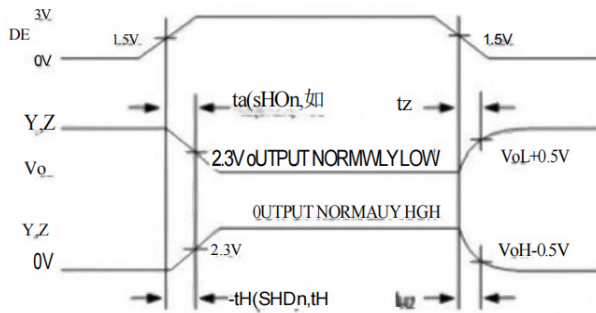 3V
DE
1.5V
1.5V
0V
ta(sHOn,如
tz
Y,Z
2.3V oUTPUT NORMWLY LOW
VoL+0.5V
Vo
0UTPUT NORMAUY HGH
Y,Z
2.3V
VoH-0.5V
0V
-tH(SHDn,tH